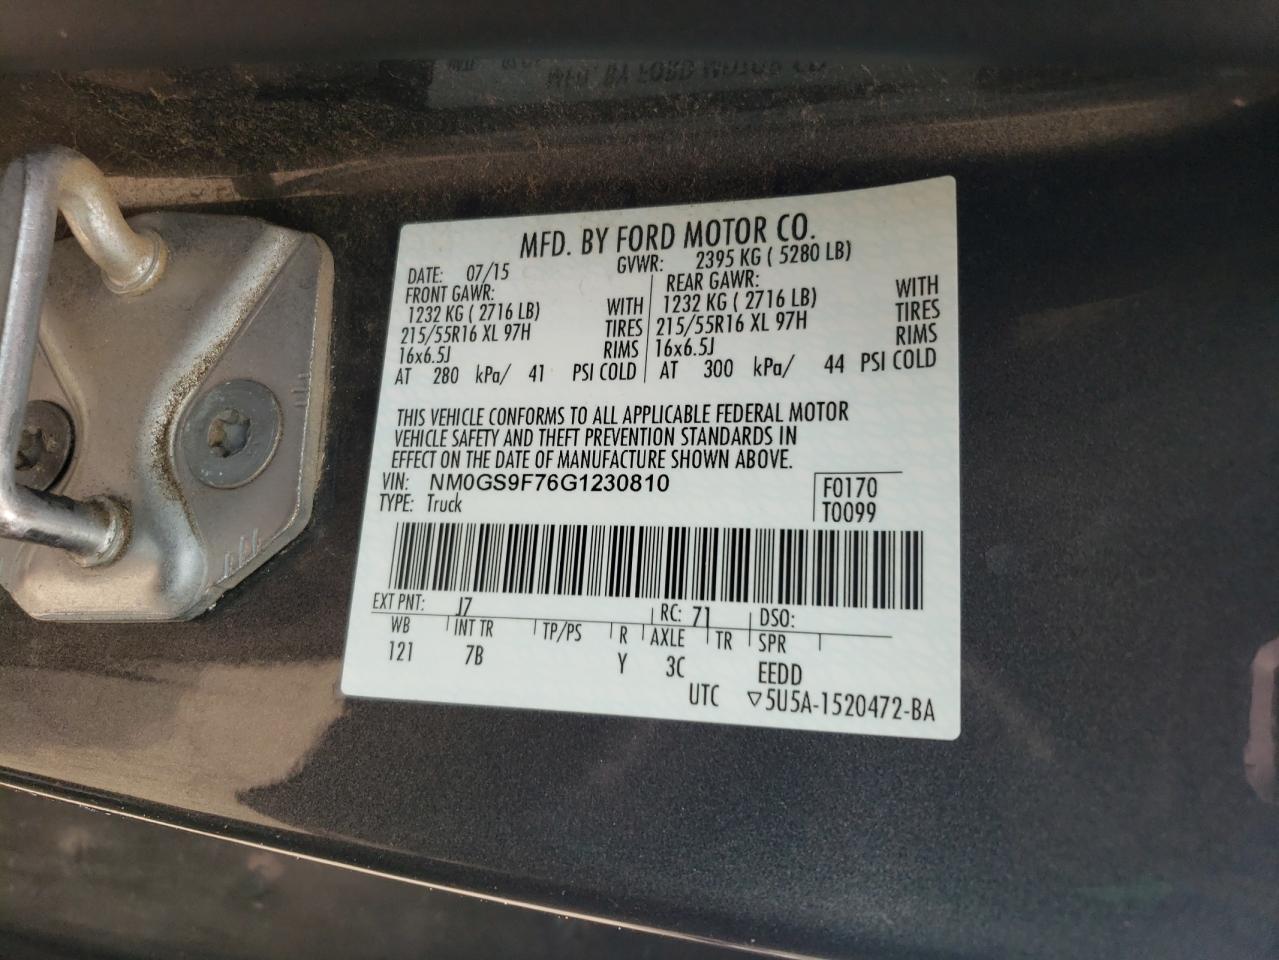 MFD. BY FORD MOTOR CO.
DATE: 07/15 GVWR: 2395 KG ( 5280 LB)
FRONT GAWR: REAR GAWR:
1232 KG ( 2716 LB) WITH 1232 KG ( 2716 LB) WITH
215/55R16 XL 97H TIRES 215/55R16 XL 97H TIRES
16x6.5J RIMS 16x6.5J RIMS
AT 280 kPa/ 41 PSI COLD AT 300 kPa/ 44 PSI COLD
THIS VEHICLE CONFORMS TO ALL APPLICABLE FEDERAL MOTOR
VEHICLE SAFETY AND THEFT PREVENTION STANDARDS IN
EFFECT ON THE DATE OF MANUFACTURE SHOWN ABOVE.
VIN: NM0GS9F76G1230810 F0170
TYPE: Truck T0099
EXT PNT: J7 RC: 71 DSO:
WB INT TR TP/PS R AXLE TR SPR
121 7B Y 3C EEDD
UTC ▽5U5A-1520472-BA